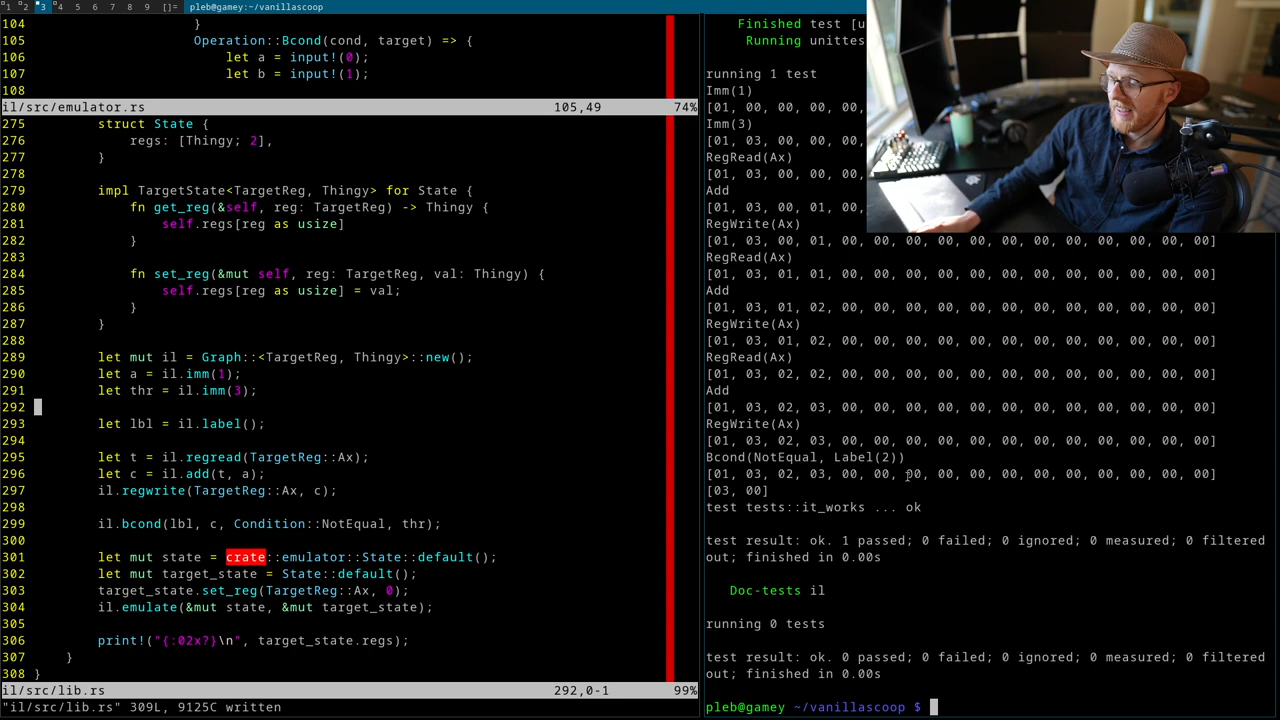 1 2 3 4 5 6 7 8 9 []= pleb@gamey:~/vanillascoop
104 }
105 Operation::Bcond(cond, target) => {
106 let a = input!(0);
107 let b = input!(1);
108
il/src/emulator.rs 105,49 74%
275 struct State {
276 regs: [Thingy; 2],
277 }
278
279 impl TargetState<TargetReg, Thingy> for State {
280 fn get_reg(&self, reg: TargetReg) -> Thingy {
281 self.regs[reg as usize]
282 }
283
284 fn set_reg(&mut self, reg: TargetReg, val: Thingy) {
285 self.regs[reg as usize] = val;
286 }
287 }
288
289 let mut il = Graph::<TargetReg, Thingy>::new();
290 let a = il.imm(1);
291 let thr = il.imm(3);
292
293 let lbl = il.label();
294
295 let t = il.regread(TargetReg::Ax);
296 let c = il.add(t, a);
297 il.regwrite(TargetReg::Ax, c);
298
299 il.bcond(lbl, c, Condition::NotEqual, thr);
300
301 let mut state = crate::emulator::State::default();
302 let mut target_state = State::default();
303 target_state.set_reg(TargetReg::Ax, 0);
304 il.emulate(&mut state, &mut target_state);
305
306 print!("{:02x?}\n", target_state.regs);
307 }
308 }
il/src/lib.rs 292,0-1 99%
"il/src/lib.rs" 309L, 9125C written
Finished test [u
Running unittes
running 1 test
Imm(1)
[01, 00, 00, 00, 00,
Imm(3)
[01, 03, 00, 00, 00,
RegRead(Ax)
[01, 03, 00, 00, 00,
Add
[01, 03, 00, 01, 00,
RegWrite(Ax)
[01, 03, 00, 01, 00, 00, 00, 00, 00, 00, 00, 00, 00, 00, 00, 00]
RegRead(Ax)
[01, 03, 01, 01, 00, 00, 00, 00, 00, 00, 00, 00, 00, 00, 00, 00]
Add
[01, 03, 01, 02, 00, 00, 00, 00, 00, 00, 00, 00, 00, 00, 00, 00]
RegWrite(Ax)
[01, 03, 01, 02, 00, 00, 00, 00, 00, 00, 00, 00, 00, 00, 00, 00]
RegRead(Ax)
[01, 03, 02, 02, 00, 00, 00, 00, 00, 00, 00, 00, 00, 00, 00, 00]
Add
[01, 03, 02, 03, 00, 00, 00, 00, 00, 00, 00, 00, 00, 00, 00, 00]
RegWrite(Ax)
[01, 03, 02, 03, 00, 00, 00, 00, 00, 00, 00, 00, 00, 00, 00, 00]
Bcond(NotEqual, Label(2))
[01, 03, 02, 03, 00, 00, 00, 00, 00, 00, 00, 00, 00, 00, 00, 00]
[03, 00]
test tests::it_works ... ok
test result: ok. 1 passed; 0 failed; 0 ignored; 0 measured; 0 filtered
out; finished in 0.00s
Doc-tests il
running 0 tests
test result: ok. 0 passed; 0 failed; 0 ignored; 0 measured; 0 filtered
out; finished in 0.00s
pleb@gamey ~/vanillascoop $